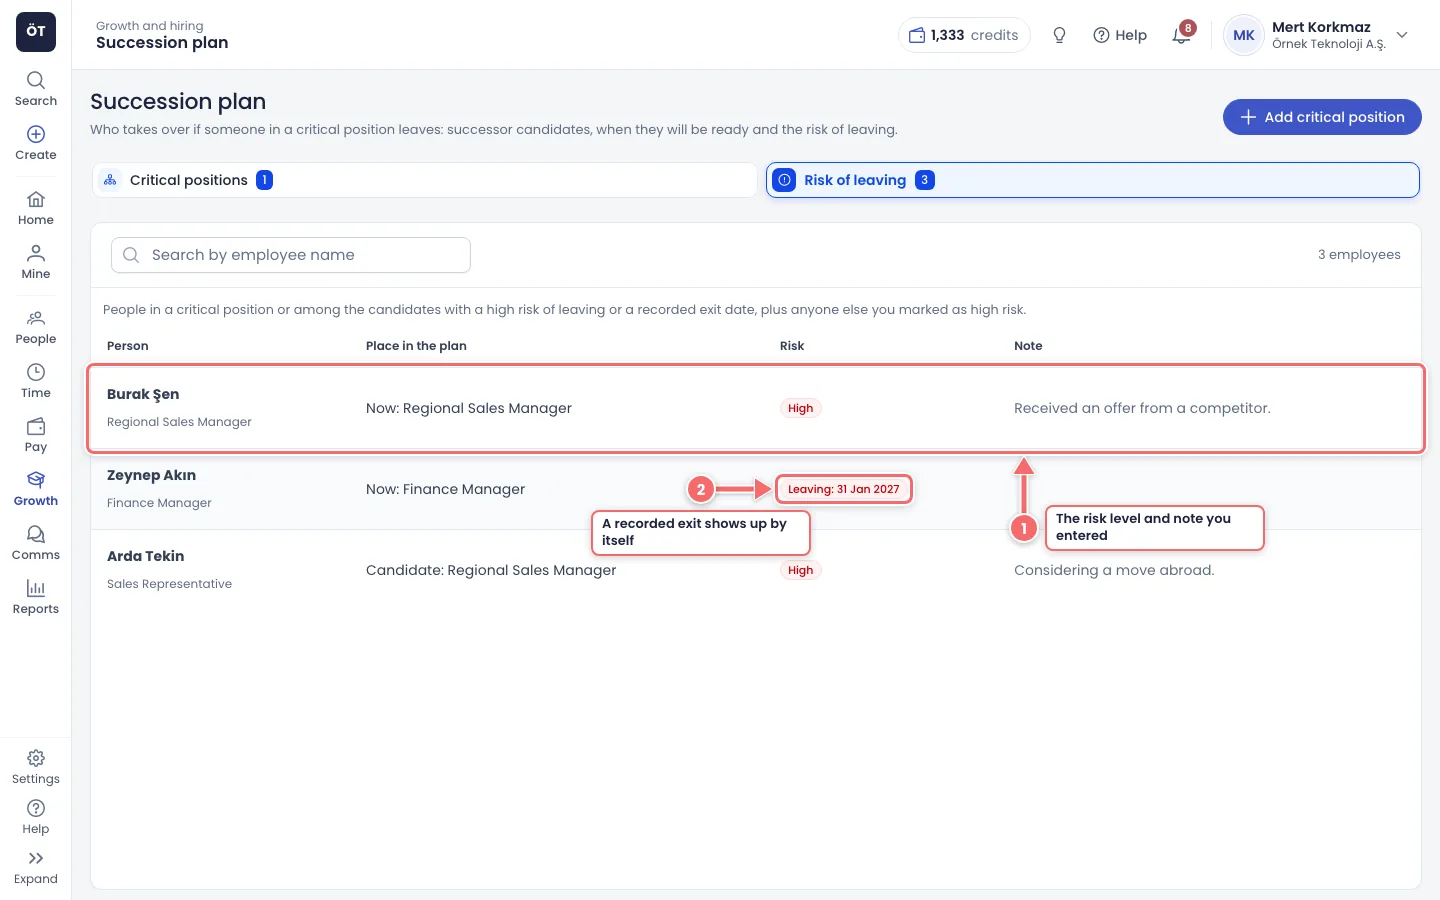 ÖT
Search
Create
Home
Mine
People
Time
Pay
Growth
Comms
Reports
Settings
Help
Expand
Growth and hiring
Succession plan
1,333 credits
Help
8
MK
Mert Korkmaz
Örnek Teknoloji A.Ş.
Succession plan
Who takes over if someone in a critical position leaves: successor candidates, when they will be ready and the risk of leaving.
Add critical position
Critical positions 1
Risk of leaving 3
Search by employee name
3 employees
People in a critical position or among the candidates with a high risk of leaving or a recorded exit date, plus anyone else you marked as high risk.
Person Place in the plan Risk Note
Burak Şen
Regional Sales Manager
Now: Regional Sales Manager
High
Received an offer from a competitor.
Zeynep Akın
Finance Manager
Now: Finance Manager
2
Leaving: 31 Jan 2027
A recorded exit shows up by
itself
1
The risk level and note you
entered
Arda Tekin
Sales Representative
Candidate: Regional Sales Manager
High
Considering a move abroad.